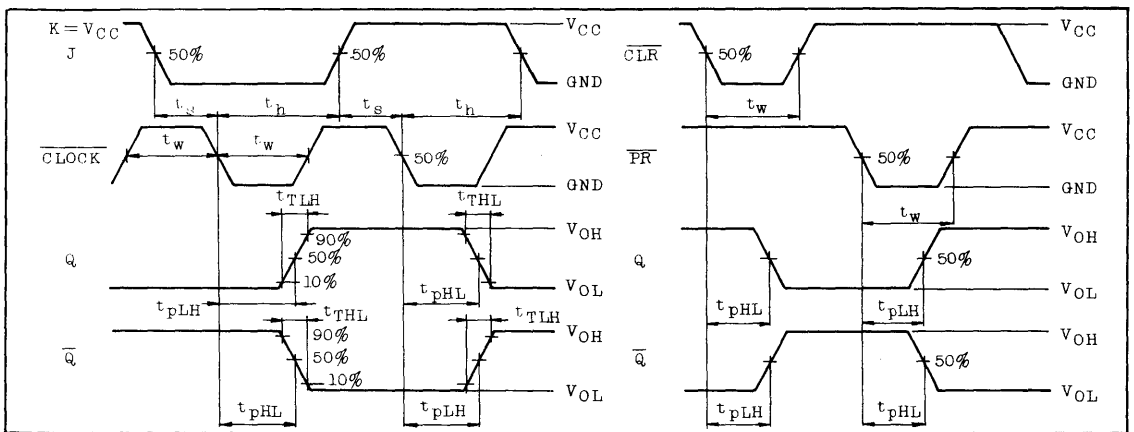 K=VCC VCC VCC
J 50% 50% CLR 50%
GND GND
ts th ts th tw
VCC VCC
tw tw
CLOCK 50% PR 50%
GND GND
tTLH tTHL tw
VOH VOH
90%
Q 50% Q 50%
10%
VOL VOL
tpLH tpHL tpHL tpLH
tTHL tTLH
VOH VOH
90%
Q 50% Q 50%
10%
VOL VOL
tpHL tpLH tpLH tpHL